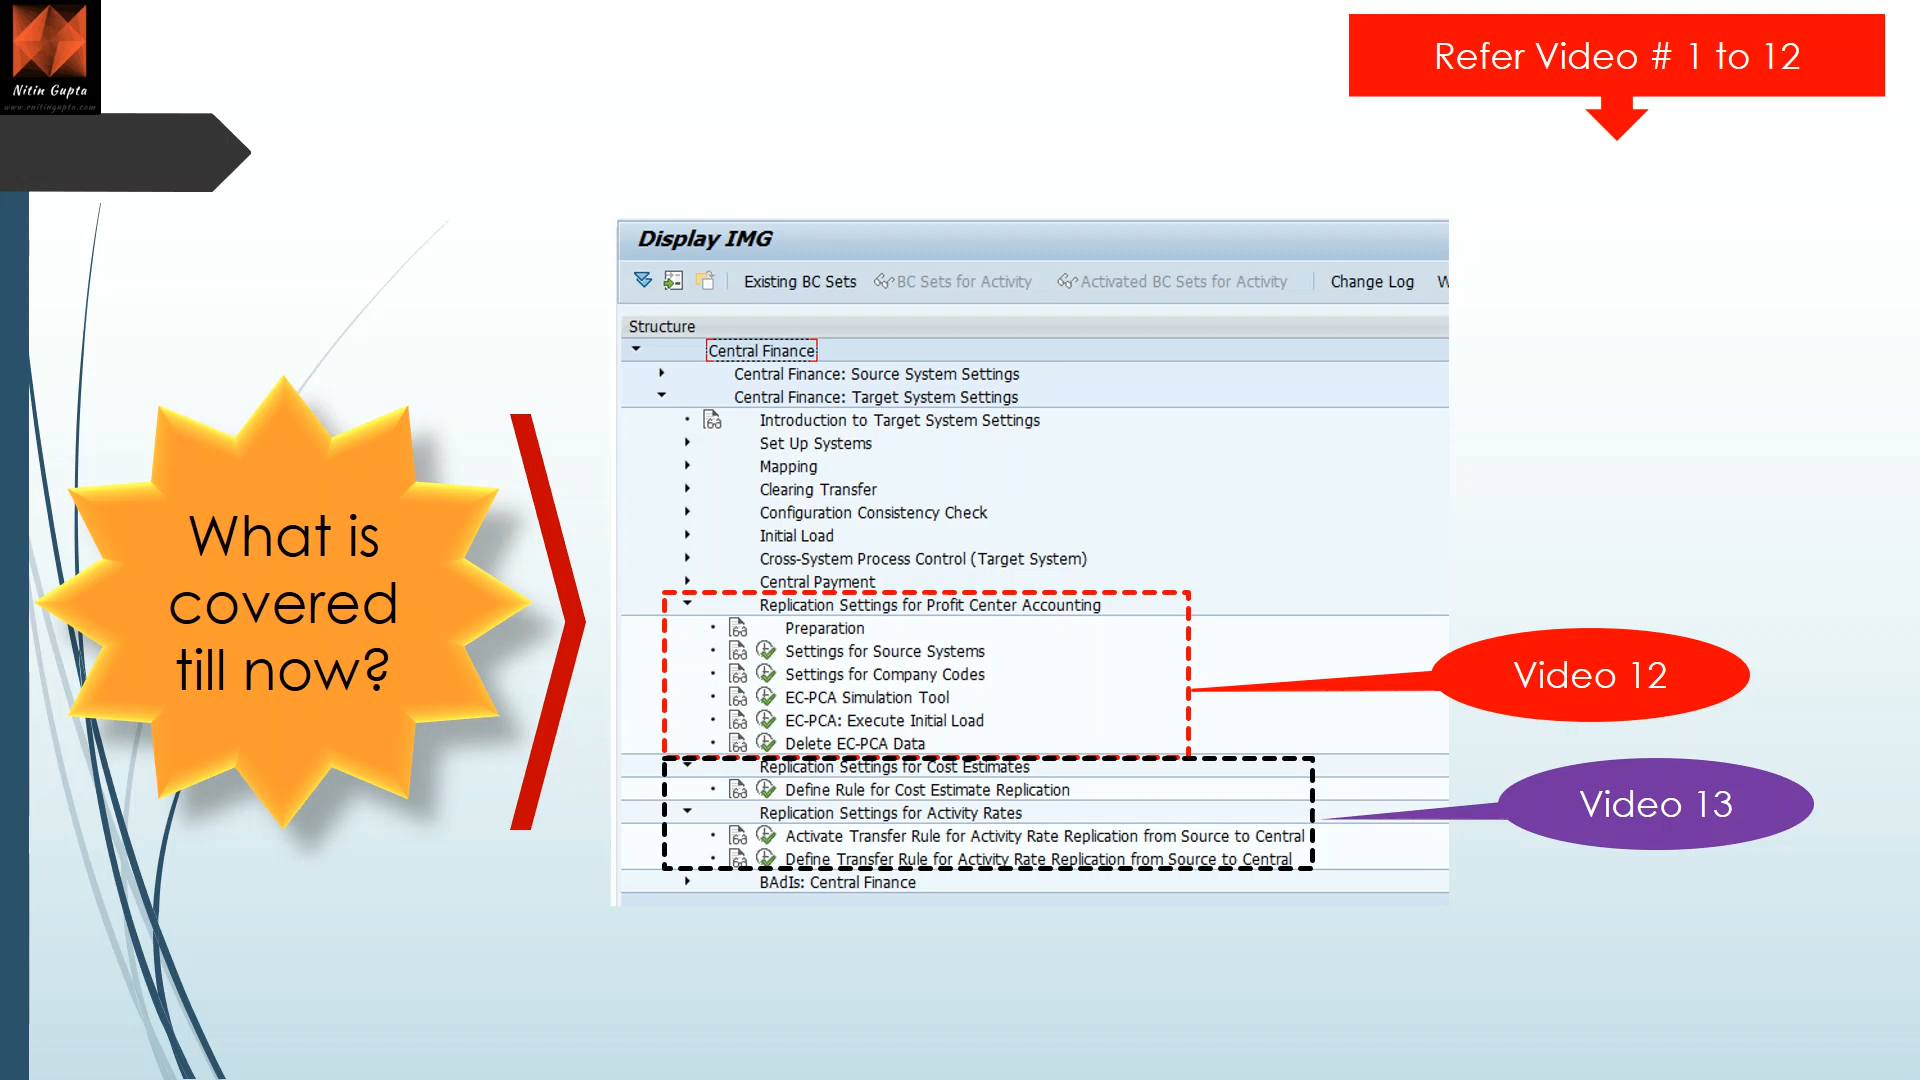 Nitin Gupta
Refer Video # 1 to 12
What is
covered
till now?
Display IMG
Existing BC Sets
BC Sets for Activity
Activated BC Sets for Activity
Change Log
Structure
Central Finance
Central Finance: Source System Settings
Central Finance: Target System Settings
Introduction to Target System Settings
Set Up Systems
Mapping
Clearing Transfer
Configuration Consistency Check
Initial Load
Cross-System Process Control (Target System)
Central Payment
Replication Settings for Profit Center Accounting
Preparation
Settings for Source Systems
Settings for Company Codes
EC-PCA Simulation Tool
EC-PCA: Execute Initial Load
Delete EC-PCA Data
Replication Settings for Cost Estimates
Define Rule for Cost Estimate Replication
Replication Settings for Activity Rates
Activate Transfer Rule for Activity Rate Replication from Source to Central
Define Transfer Rule for Activity Rate Replication from Source to Central
BAdIs: Central Finance
Video 12
Video 13